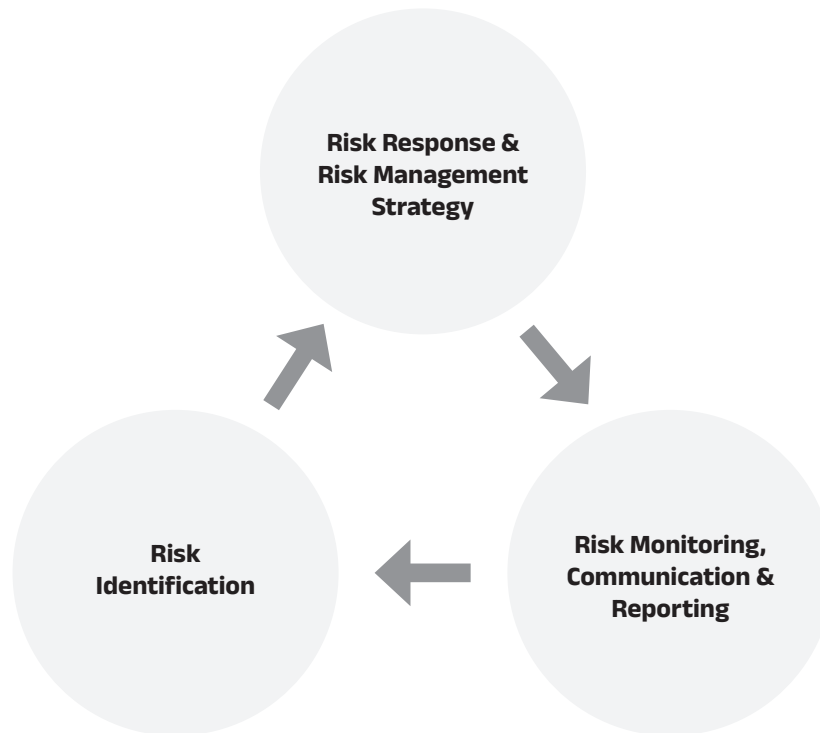 Risk Response &
Risk Management
Strategy
Risk
Identification
Risk Monitoring,
Communication &
Reporting